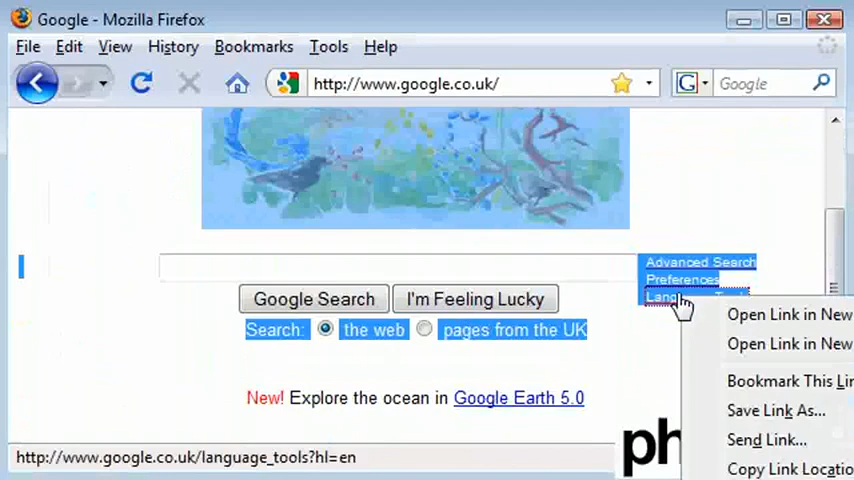 Google - Mozilla Firefox
File Edit View History Bookmarks Tools Help
http://www.google.co.uk/
G Google
Advanced Search
Preferences
Google Search I'm Feeling Lucky
Search: the web pages from the UK
New! Explore the ocean in Google Earth 5.0
Open Link in New
Open Link in New
Bookmark This Lin
Save Link As...
Send Link...
Copy Link Locatio
http://www.google.co.uk/language_tools?hl=en
ph